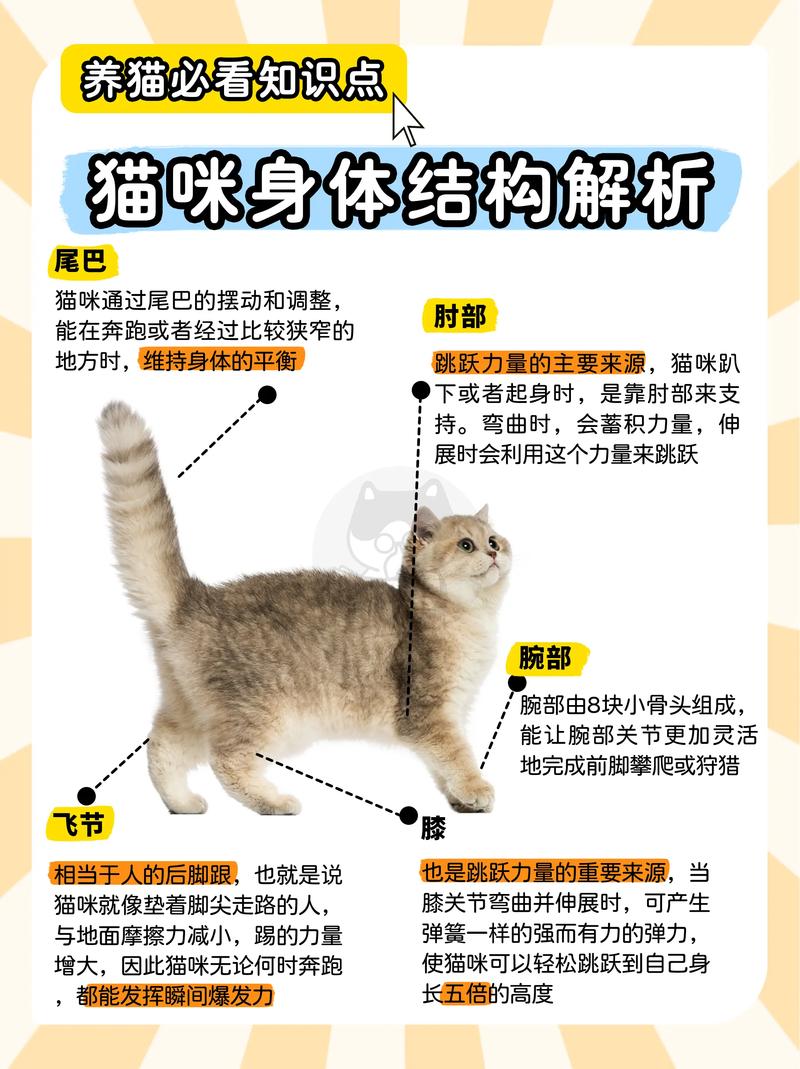 养猫必看知识点
猫咪身体结构解析
尾巴
猫咪通过尾巴的摆动和调整，
能在奔跑或者经过比较狭窄的
地方时，维持身体的平衡
肘部
跳跃力量的主要来源，猫咪趴
下或者起身时，是靠肘部来支
持。弯曲时，会蓄积力量，伸
展时会利用这个力量来跳跃
腕部
腕部由8块小骨头组成，
能让腕部关节更加灵活
地完成前脚攀爬或狩猎
飞节
相当于人的后脚跟，也就是说
猫咪就像垫着脚尖走路的人，
与地面摩擦力减小，踢的力量
增大，因此猫咪无论何时奔跑
，都能发挥瞬间爆发力
膝
也是跳跃力量的重要来源，当
膝关节弯曲并伸展时，可产生
弹簧一样的强而有力的弹力，
使猫咪可以轻松跳跃到自己身
长五倍的高度